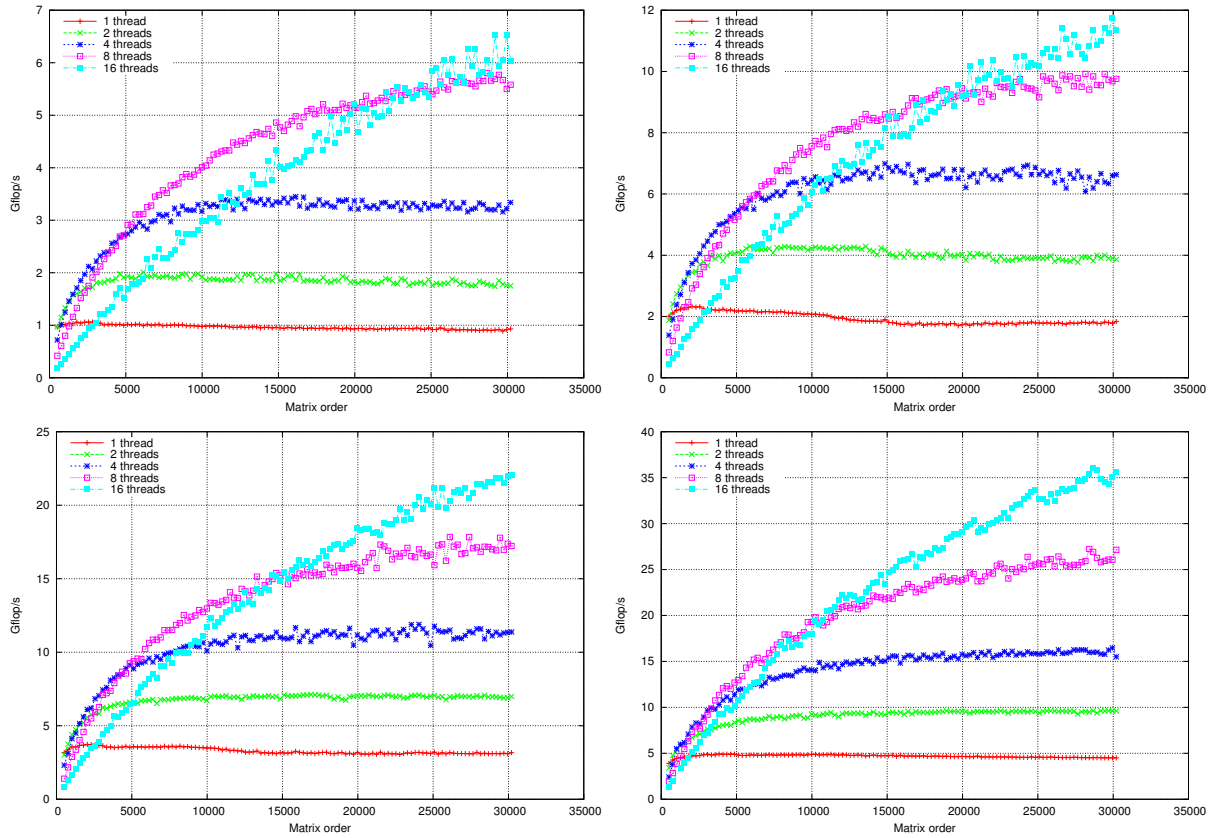 7
6
5
4
3
2
1
0
Gflop/s
1 thread
2 threads
4 threads
8 threads
16 threads
0 5000 10000 15000 20000 25000 30000 35000
Matrix order
12
10
8
6
4
2
0
Gflop/s
1 thread
2 threads
4 threads
8 threads
16 threads
0 5000 10000 15000 20000 25000 30000 35000
Matrix order
25
20
15
10
5
0
Gflop/s
1 thread
2 threads
4 threads
8 threads
16 threads
0 5000 10000 15000 20000 25000 30000 35000
Matrix order
40
35
30
25
20
15
10
5
0
Gflop/s
1 thread
2 threads
4 threads
8 threads
16 threads
0 5000 10000 15000 20000 25000 30000 35000
Matrix order